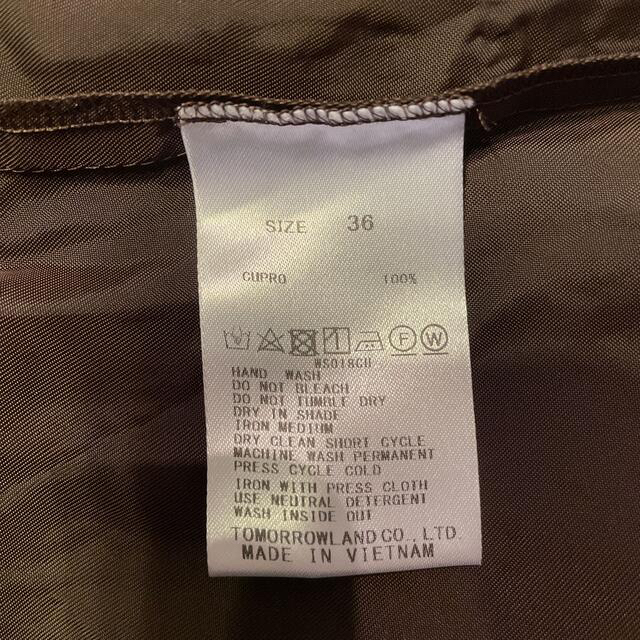 SIZE 36
CUPRO 100%
F W
WS018CH
HAND WASH
DO NOT BLEACH
DO NOT TUMBLE DRY
DRY IN SHADE
IRON MEDIUM
DRY CLEAN SHORT CYCLE
MACHINE WASH PERMANENT
PRESS CYCLE COLD
IRON WITH PRESS CLOTH
USE NEUTRAL DETERGENT
WASH INSIDE OUT
TOMORROWLAND CO., LTD.
MADE IN VIETNAM